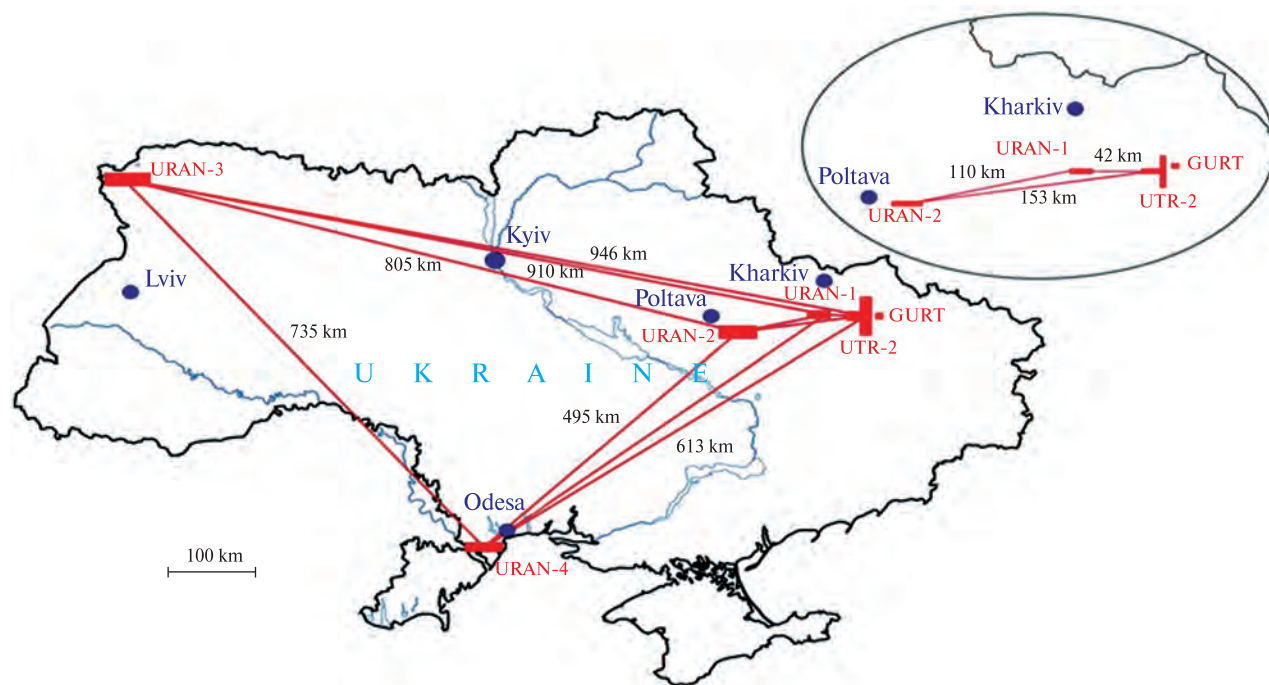 Kharkiv
URAN-1
42 km
GURT
110 km
Poltava
153 km
URAN-2
UTR-2
URAN-3
Kyiv
946 km
805 km
910 km
Kharkiv
Lviv
URAN-1
Poltava
GURT
735 km
URAN-2
UTR-2
U K R A I N E
495 km
613 km
Odesa
100 km
URAN-4